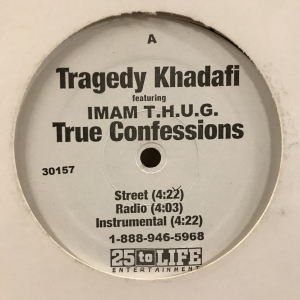 A
Tragedy Khadafi
featuring
IMAM T.H.U.G.
True Confessions
30157
Street (4:22)
Radio (4:03)
Instrumental (4:22)
1-888-946-5968
25 to LIFE
ENTERTAINMENT